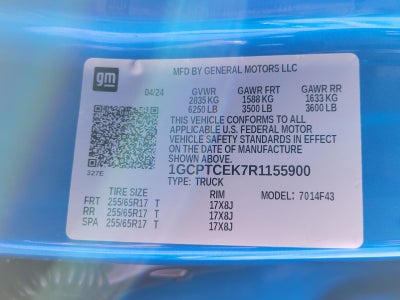 gm
MFD BY GENERAL MOTORS LLC
04/24
GVWR GAWR FRT GAWR RR
2835 KG 1588 KG 1633 KG
6250 LB 3500 LB 3600 LB
THIS VEHICLE CONFORMS TO ALL
APPLICABLE U.S. FEDERAL MOTOR
VEHICLE SAFETY STANDARDS IN EFFECT
ON THE DATE OF MANUFACTURE
SHOWN ABOVE.
1GCPTCEK7R1155900
327E
TYPE: TRUCK
TIRE SIZE RIM MODEL: 7014F43
FRT 255/65R17 T 17X8J
RR 255/65R17 T 17X8J
SPA 255/65R17 T 17X8J